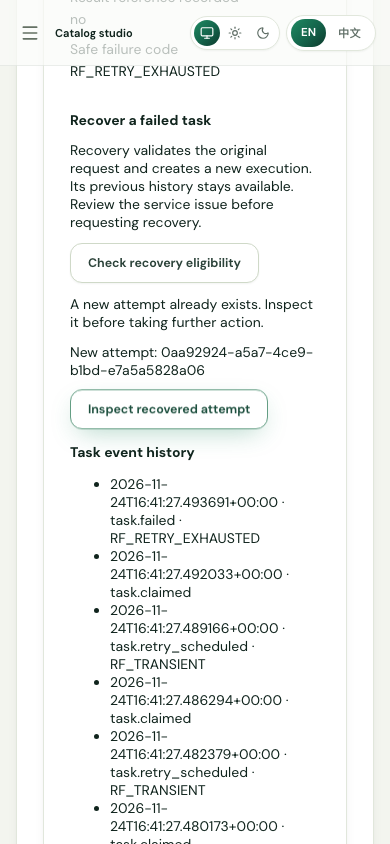 Result reference recorded
no
Catalog studio
EN
中文
Safe failure code
RF_RETRY_EXHAUSTED
Recover a failed task
Recovery validates the original
request and creates a new execution.
Its previous history stays available.
Review the service issue before
requesting recovery.
Check recovery eligibility
A new attempt already exists. Inspect
it before taking further action.
New attempt: 0aa92924-a5a7-4ce9-
b1bd-e7a5a5828a06
Inspect recovered attempt
Task event history
2026-11-
24T16:41:27.493691+00:00 ·
task.failed ·
RF_RETRY_EXHAUSTED
2026-11-
24T16:41:27.492033+00:00 ·
task.claimed
2026-11-
24T16:41:27.489166+00:00 ·
task.retry_scheduled ·
RF_TRANSIENT
2026-11-
24T16:41:27.486294+00:00 ·
task.claimed
2026-11-
24T16:41:27.482379+00:00 ·
task.retry_scheduled ·
RF_TRANSIENT
2026-11-
24T16:41:27.480173+00:00 ·
task.claimed